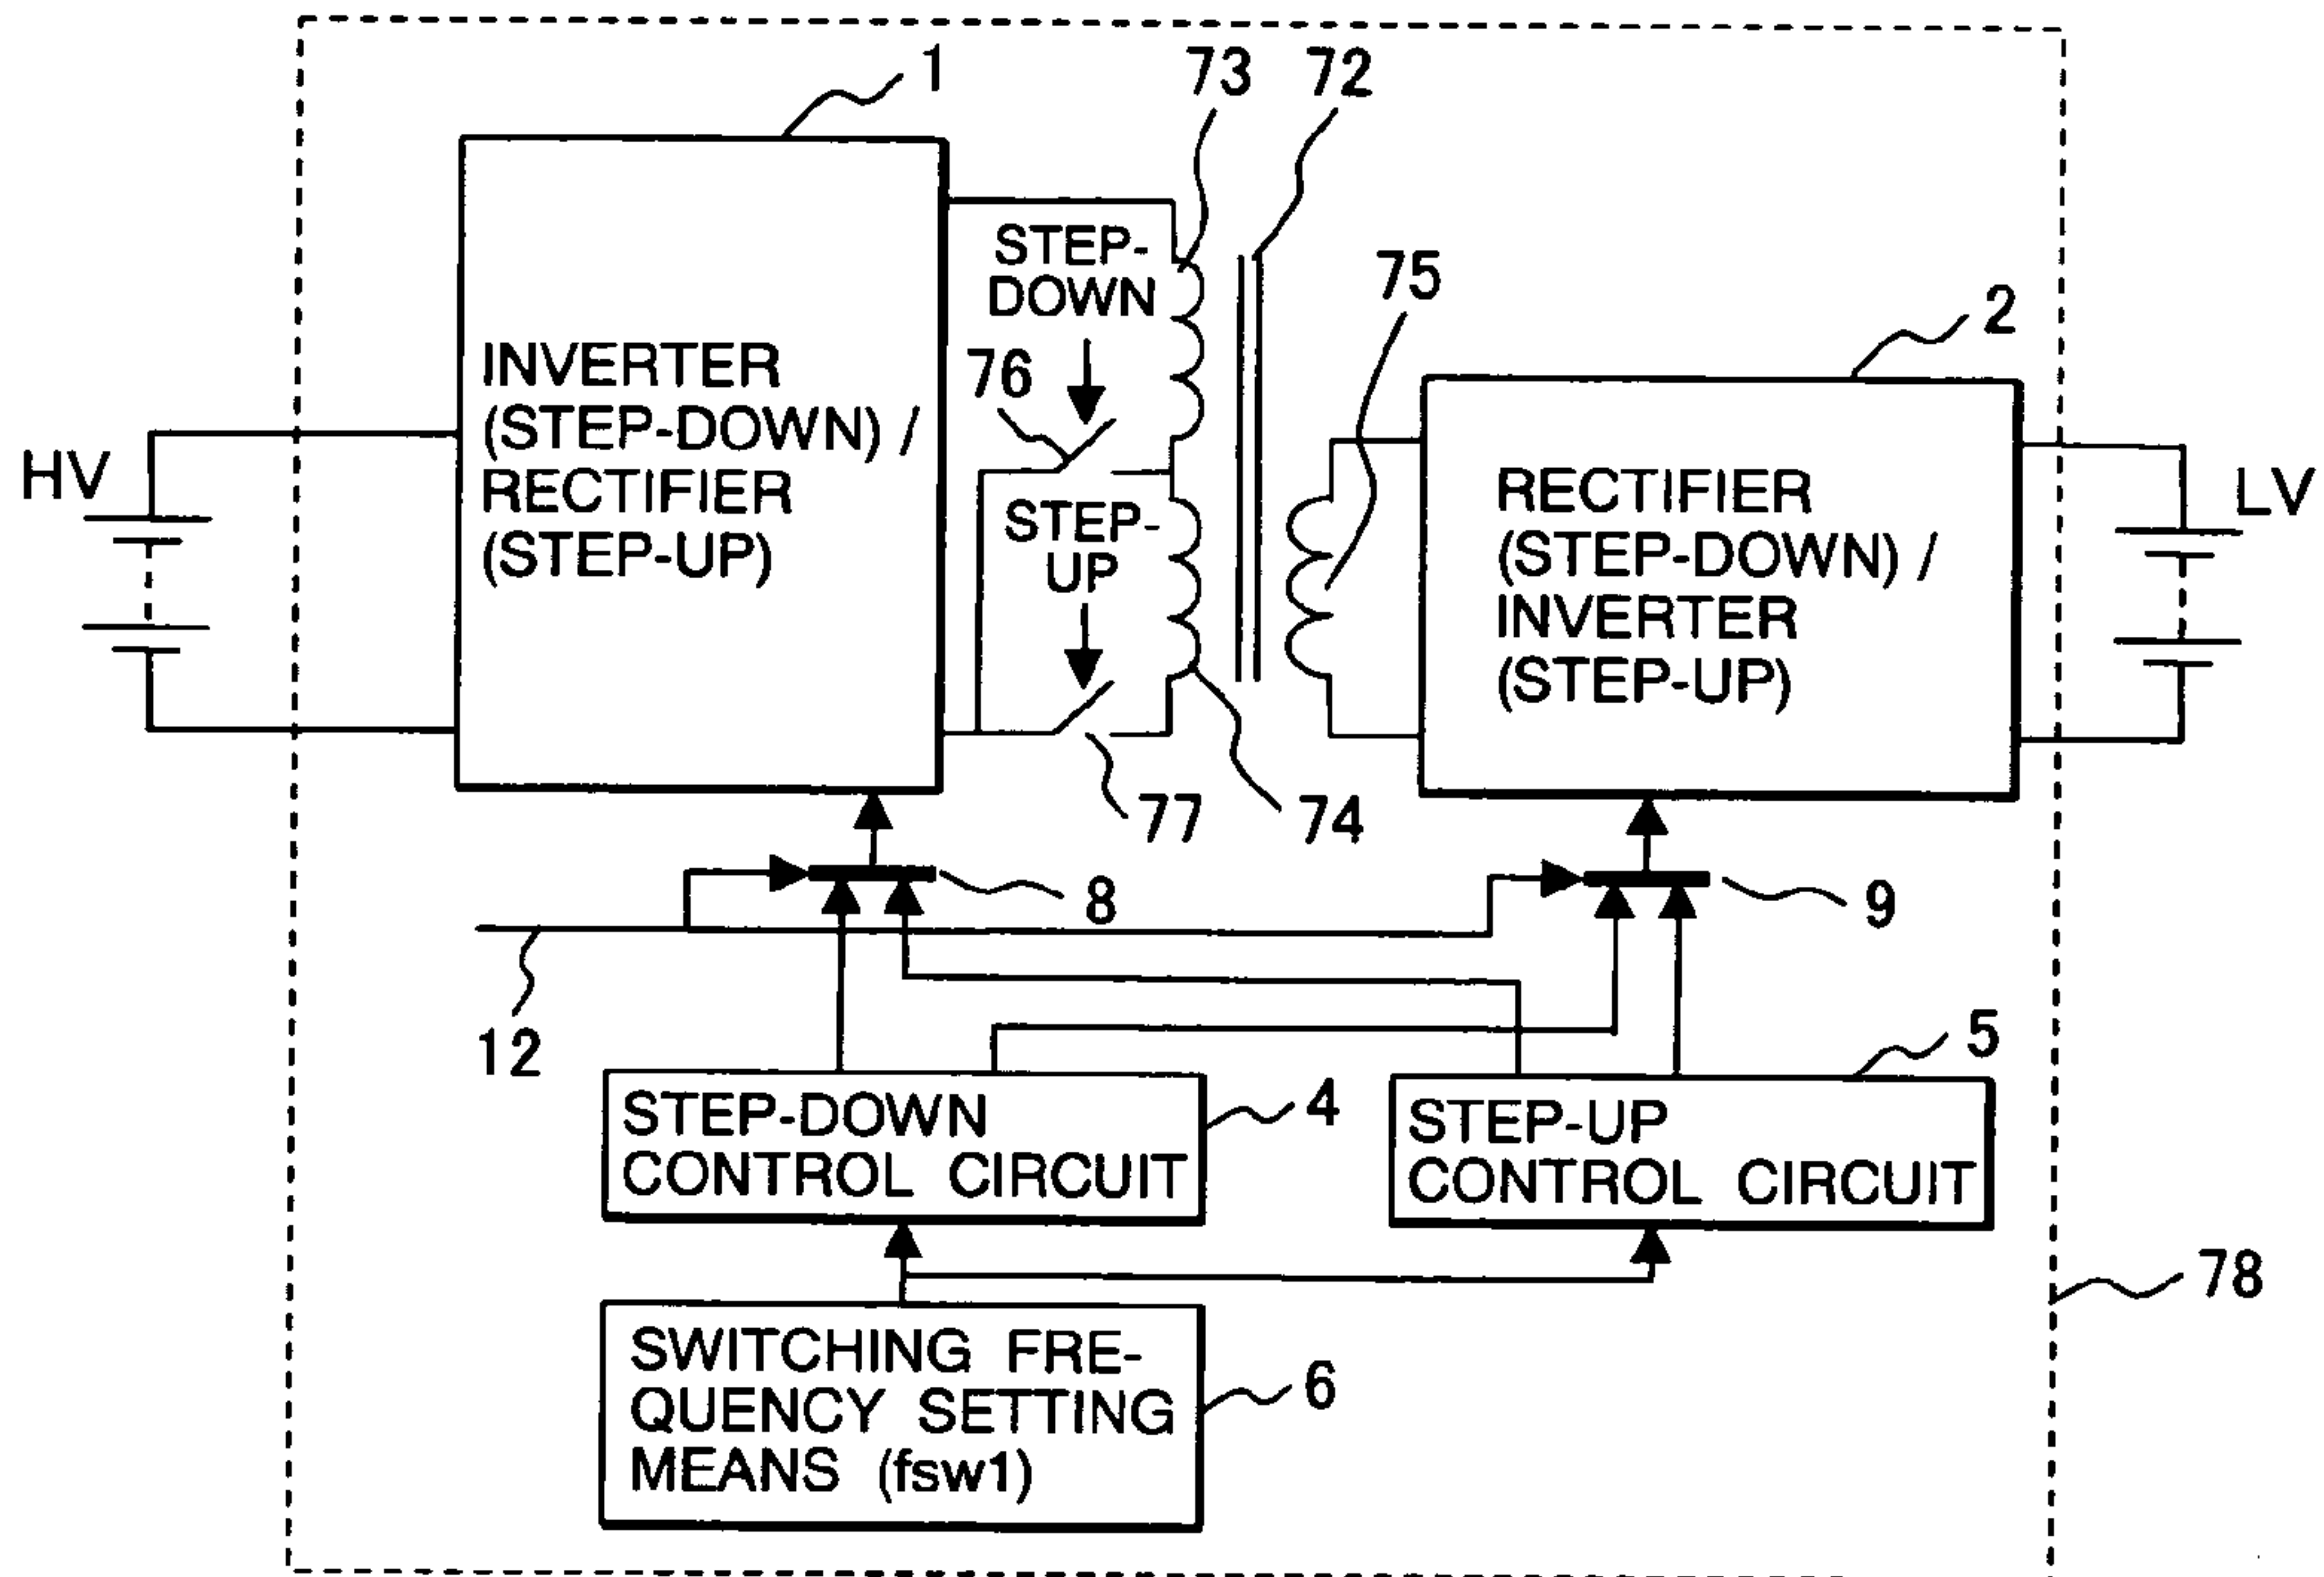 73
72
1
STEP-
DOWN
75
2
76
INVERTER
(STEP-DOWN) /
RECTIFIER
(STEP-UP)
HV
STEP-
UP
RECTIFIER
(STEP-DOWN) /
INVERTER
(STEP-UP)
LV
77
74
8
9
12
5
STEP-DOWN
CONTROL CIRCUIT
4
STEP-UP
CONTROL CIRCUIT
78
SWITCHING FRE-
QUENCY SETTING
MEANS (fsw1)
6